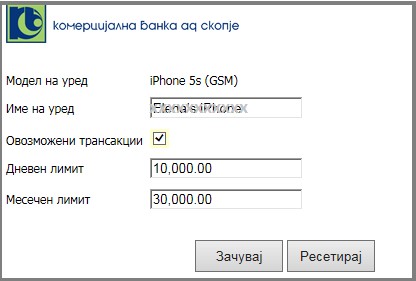 комерцијална банка ад скопје
Модел на уред iPhone 5s (GSM)
Име на уред iPhone
Овозможени трансакции
Дневен лимит 10,000.00
Месечен лимит 30,000.00
Зачувај Ресетирај